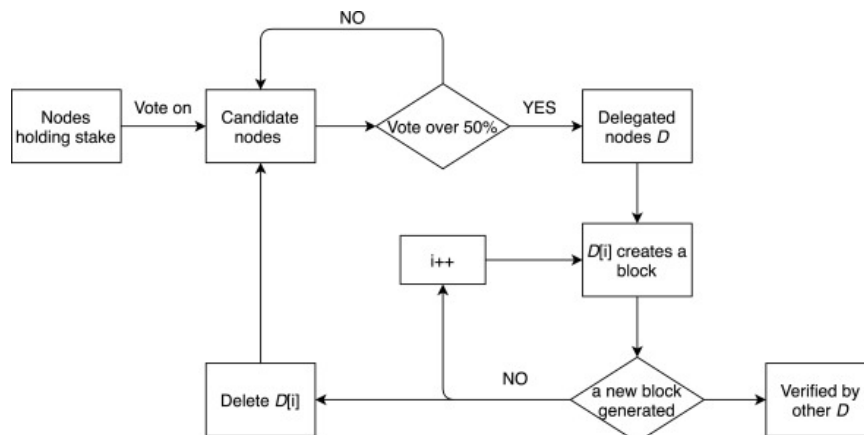 NO
Nodes
holding stake
Vote on
Candidate
nodes
Vote over 50%
YES
Delegated
nodes D
i++
D[i] creates a
block
Delete D[i]
NO
a new block
generated
Verified by
other D